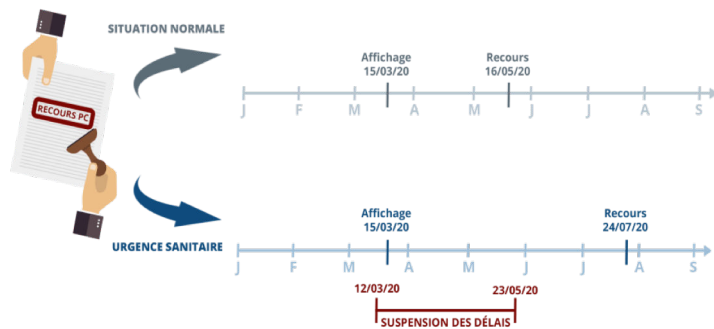 SITUATION NORMALE
RECOURS PC
Affichage
15/03/20
Recours
16/05/20
J F M A M J J A S
URGENCE SANITAIRE
Affichage
15/03/20
Recours
24/07/20
J F M A M J J A S
12/03/20
23/05/20
SUSPENSION DES DÉLAIS